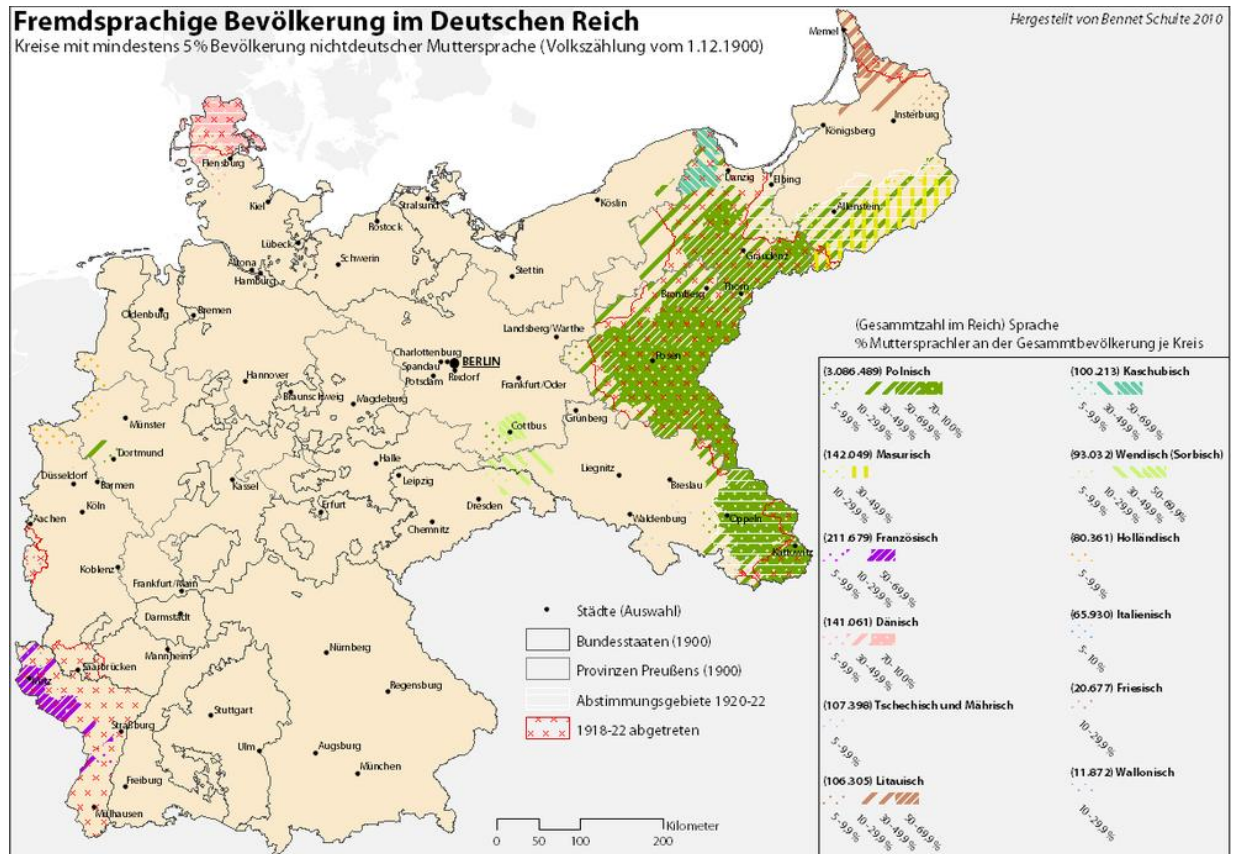 Fremdsprachige Bevölkerung im Deutschen Reich
Kreise mit mindestens 5% Bevölkerung nichtdeutscher Muttersprache (Volkszählung vom 1.12.1900)
Hergestellt von Bennet Schulte 2010
Memel
Königsberg
Insterburg
Flensburg
Danzig
Elbing
Kiel
Stralsund
Köslin
Allenstein
Rostock
Lübeck
Schwerin
Altona
Hamburg
Stettin
Graudenz
Bromberg
Thorn
Oldenburg
Bremen
Landsberg/Warthe
Charlottenburg
BERLIN
Spandau
Potsdam
Rixdorf
Posen
Hannover
Braunschweig
Magdeburg
Frankfurt/Oder
Grünberg
Münster
Cottbus
Dortmund
Düsseldorf
Barmen
Halle
Kassel
Leipzig
Liegnitz
Breslau
Köln
Dresden
Erfurt
Aachen
Chemnitz
Waldenburg
Oppeln
Kattowitz
Koblenz
Frankfurt/Main
Darmstadt
Mannheim
Nürnberg
Saarbrücken
Metz
Regensburg
Straßburg
Stuttgart
Ulm
Augsburg
München
Freiburg
Mülhausen
Städte (Auswahl)
Bundesstaaten (1900)
Provinzen Preußens (1900)
Abstimmungsgebiete 1920-22
1918-22 abgetreten
Kilometer
0 50 100 200
(Gesammtzahl im Reich) Sprache
% Muttersprachler an der Gesammtbevölkerung je Kreis
(3.086.489) Polnisch
5-9,9%
10-29,9%
30-49,9%
50-69,9%
70-100%
(142.049) Masurisch
10-29,9%
30-49,9%
(211.679) Französisch
5-9,9%
10-29,9%
50-69,9%
(141.061) Dänisch
5-9,9%
30-49,9%
70-100%
(107.398) Tschechisch und Mährisch
5-9,9%
(106.305) Litauisch
5-9,9%
10-29,9%
30-49,9%
50-69,9%
(100.213) Kaschubisch
5-9,9%
30-49,9%
50-69,9%
(93.032) Wendisch (Sorbisch)
5-9,9%
10-29,9%
30-49,9%
50-69,9%
(80.361) Holländisch
5-9,9%
(65.930) Italienisch
5-10%
(20.677) Friesisch
10-29,9%
(11.872) Wallonisch
10-29,9%